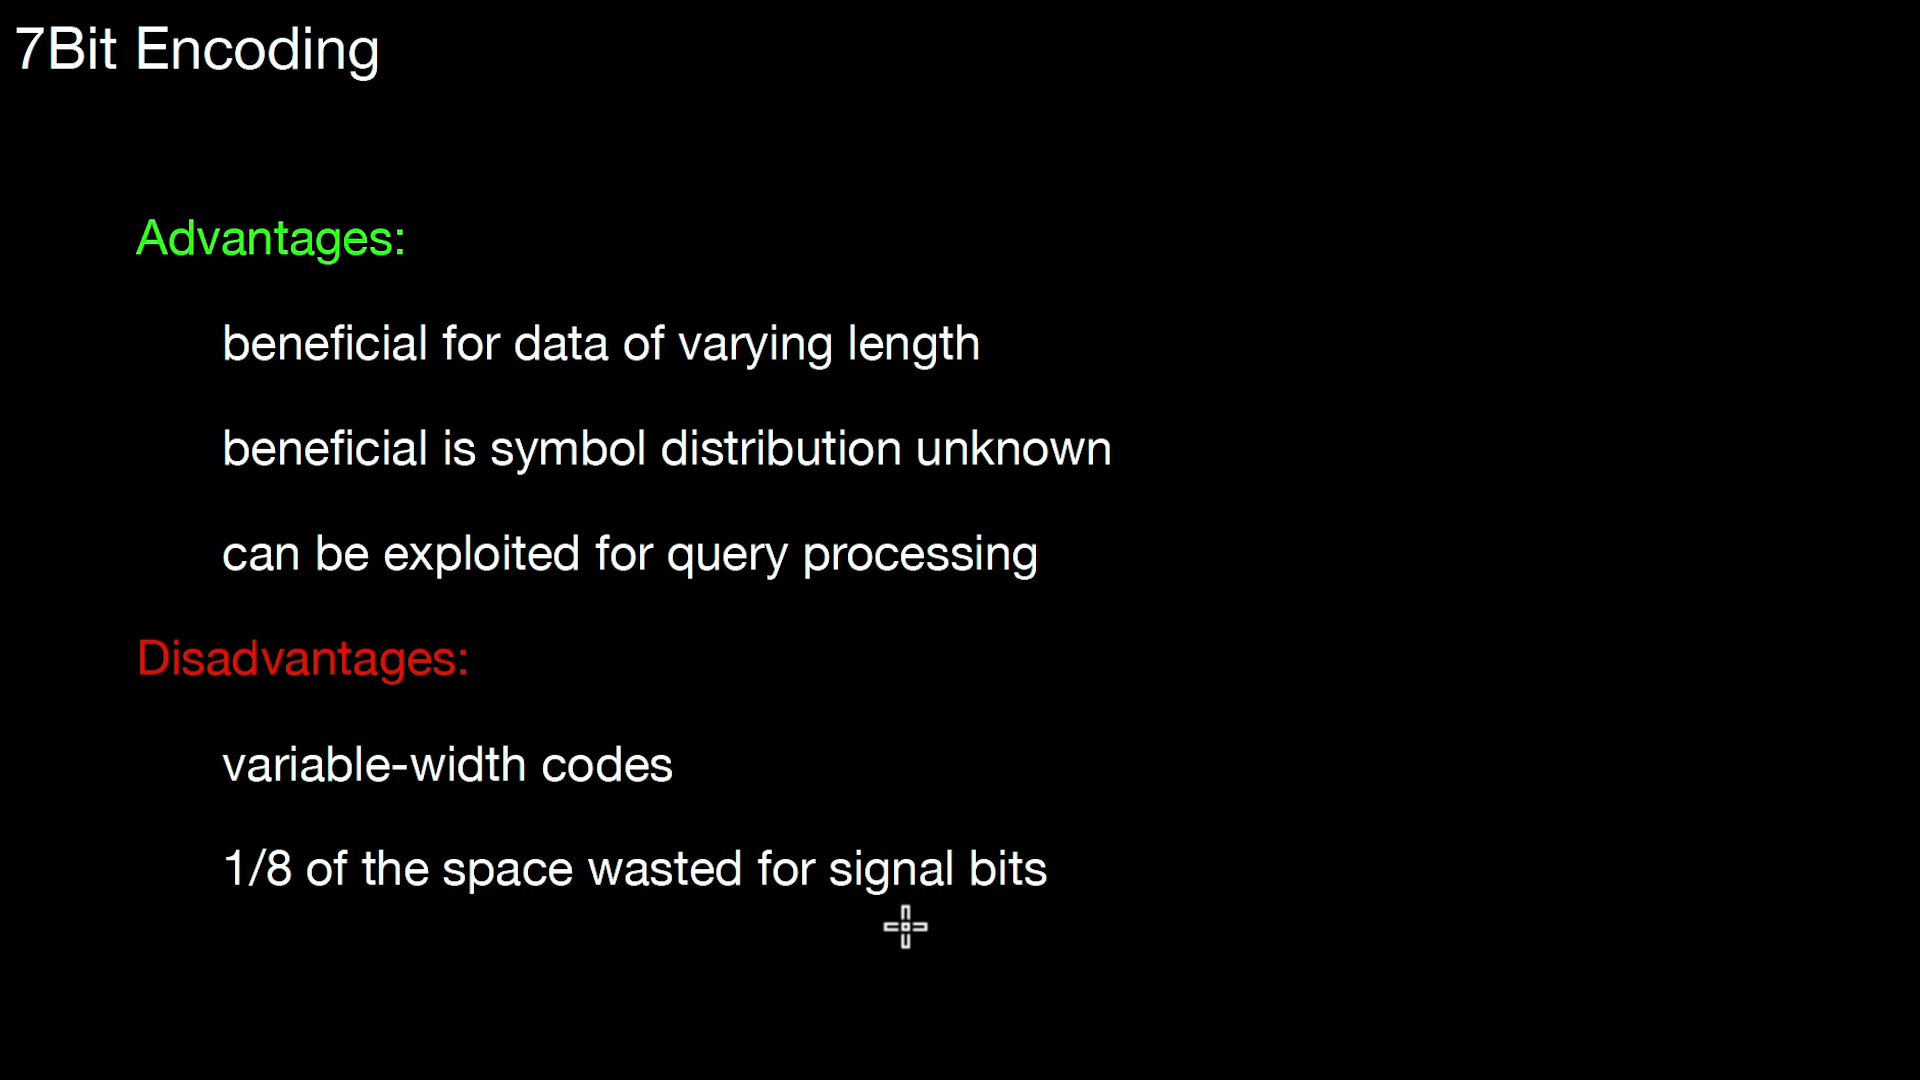 7Bit Encoding
Advantages:
beneficial for data of varying length
beneficial is symbol distribution unknown
can be exploited for query processing
Disadvantages:
variable-width codes
1/8 of the space wasted for signal bits